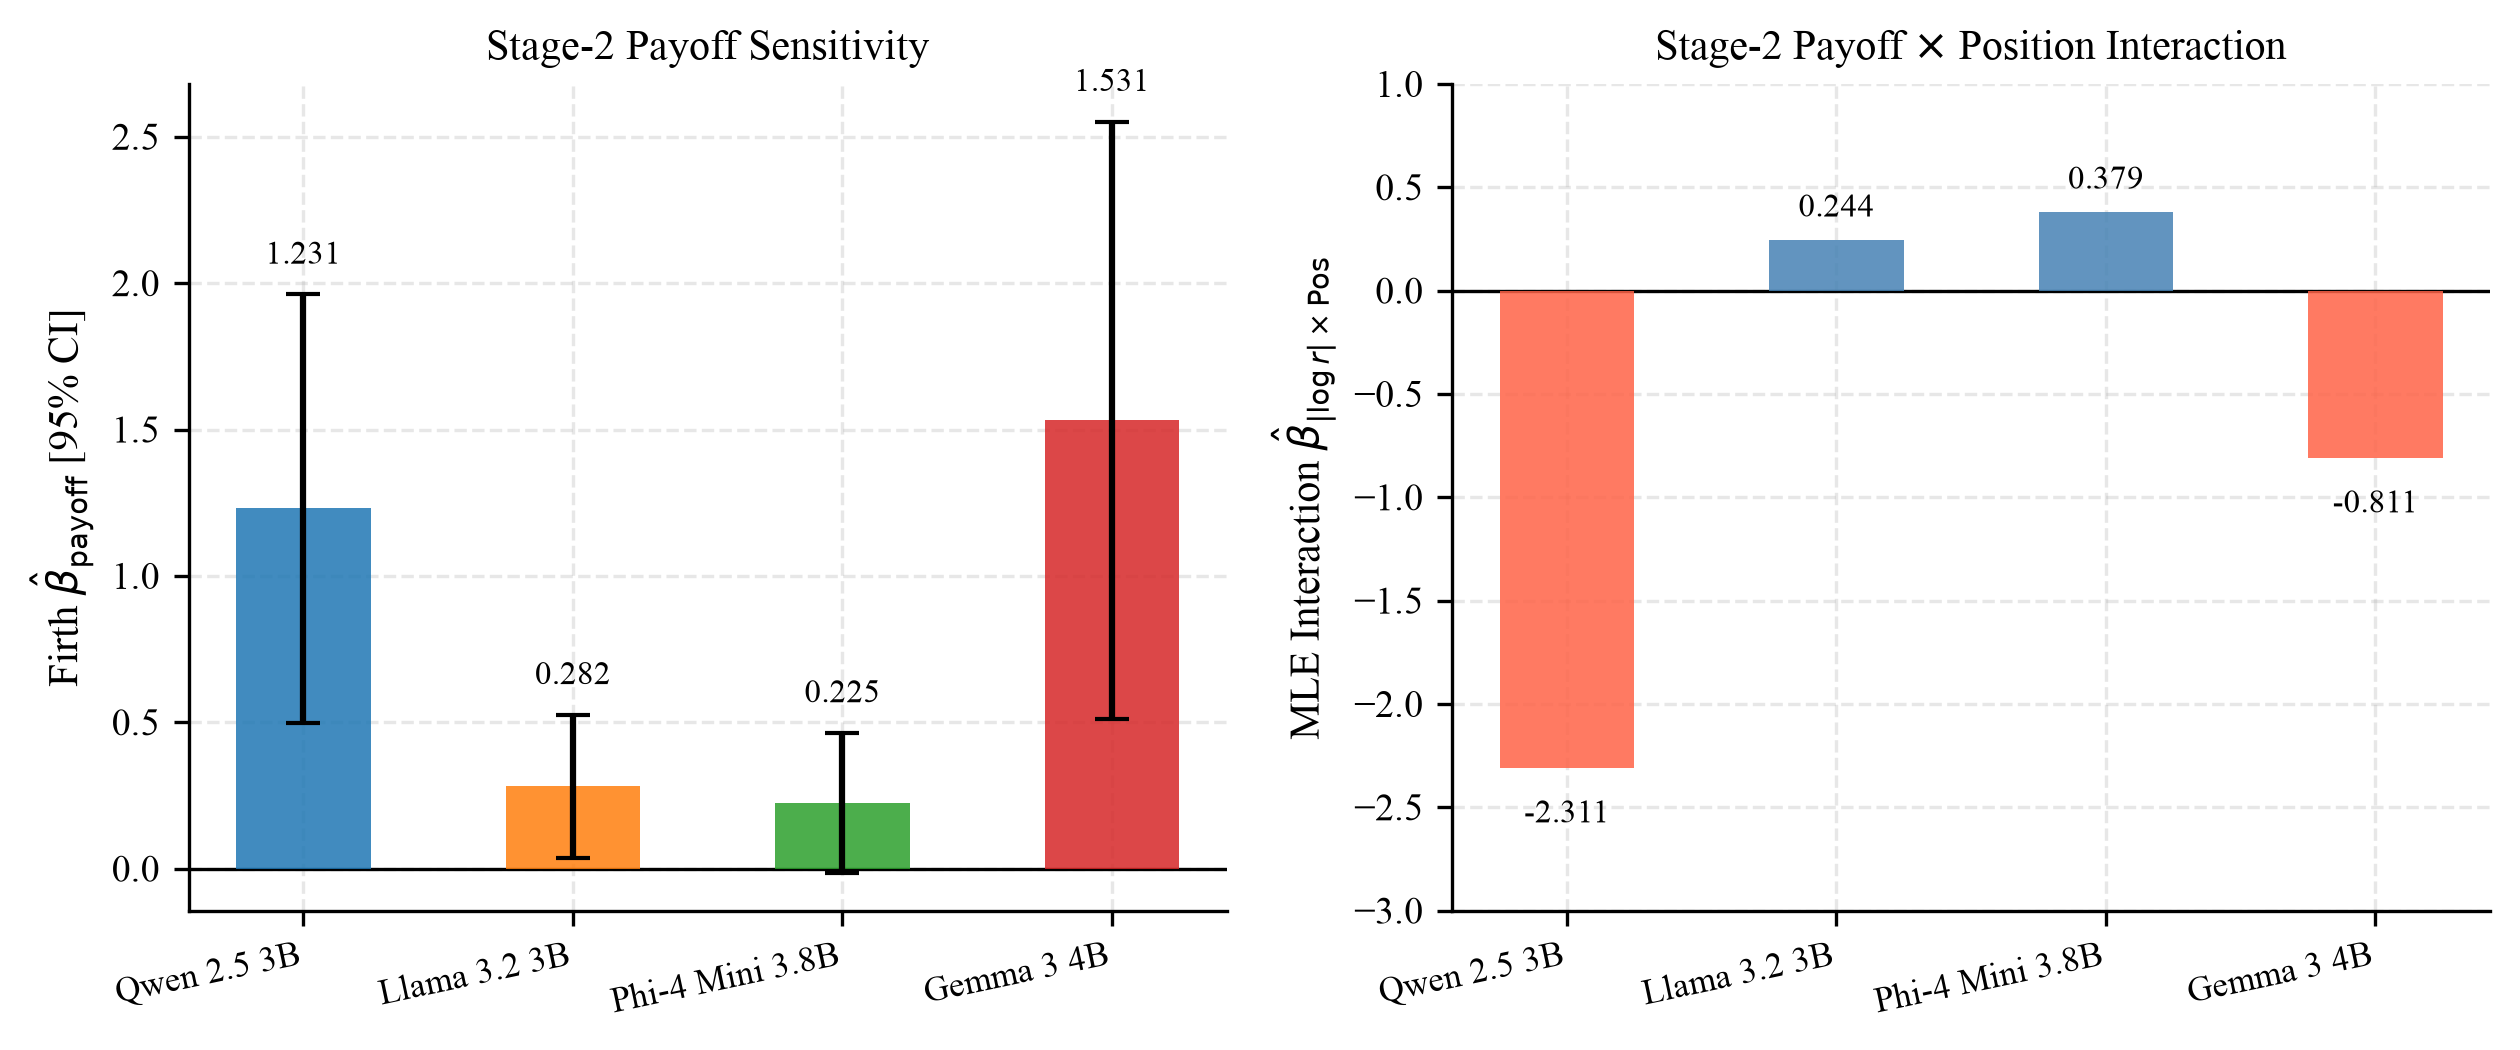 Stage-2 Payoff Sensitivity
Firth β̂payoff [95% CI]
2.5
2.0
1.5
1.0
0.5
0.0
1.231
0.282
0.225
1.531
Qwen 2.5 3B
Llama 3.2 3B
Phi-4 Mini 3.8B
Gemma 3 4B
Stage-2 Payoff × Position Interaction
MLE Interaction β̂|log r| × Pos
1.0
0.5
0.0
−0.5
−1.0
−1.5
−2.0
−2.5
−3.0
-2.311
0.244
0.379
-0.811
Qwen 2.5 3B
Llama 3.2 3B
Phi-4 Mini 3.8B
Gemma 3 4B